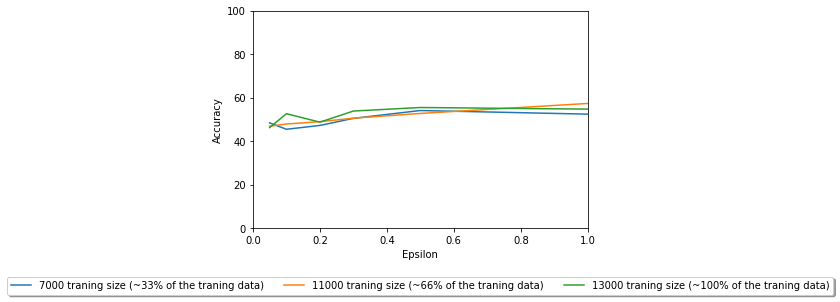 100
80
60
40
20
0
Accuracy
0.0 0.2 0.4 0.6 0.8 1.0
Epsilon
7000 traning size (~33% of the traning data) 11000 traning size (~66% of the traning data) 13000 traning size (~100% of the traning data)